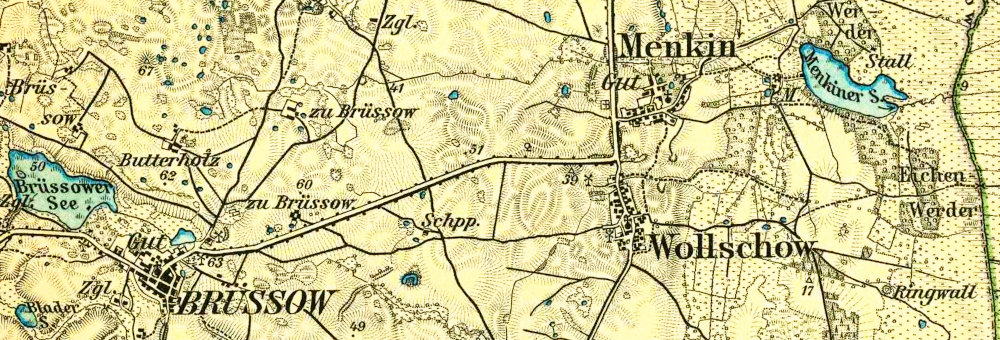 Zgl.
Wer-
der
Menkin
Stall
67
Gut
Menkiner S.
Brüs-
sow
41
zu Brüssow
M.
9
Butterholz
51
50
62
59
Eichen-
Brüssower
See
60
Zgl.
zu Brüssow
Schpp.
Werder
Gut
Wollschow
63
Zgl.
BRÜSSOW
17
Ringwall
Blader
S.
49